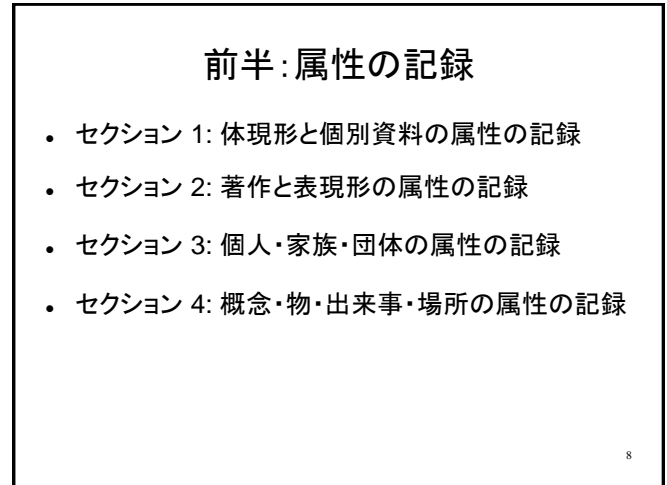 前半:属性の記録
• セクション 1: 体現形と個別資料の属性の記録
• セクション 2: 著作と表現形の属性の記録
• セクション 3: 個人・家族・団体の属性の記録
• セクション 4: 概念・物・出来事・場所の属性の記録
8